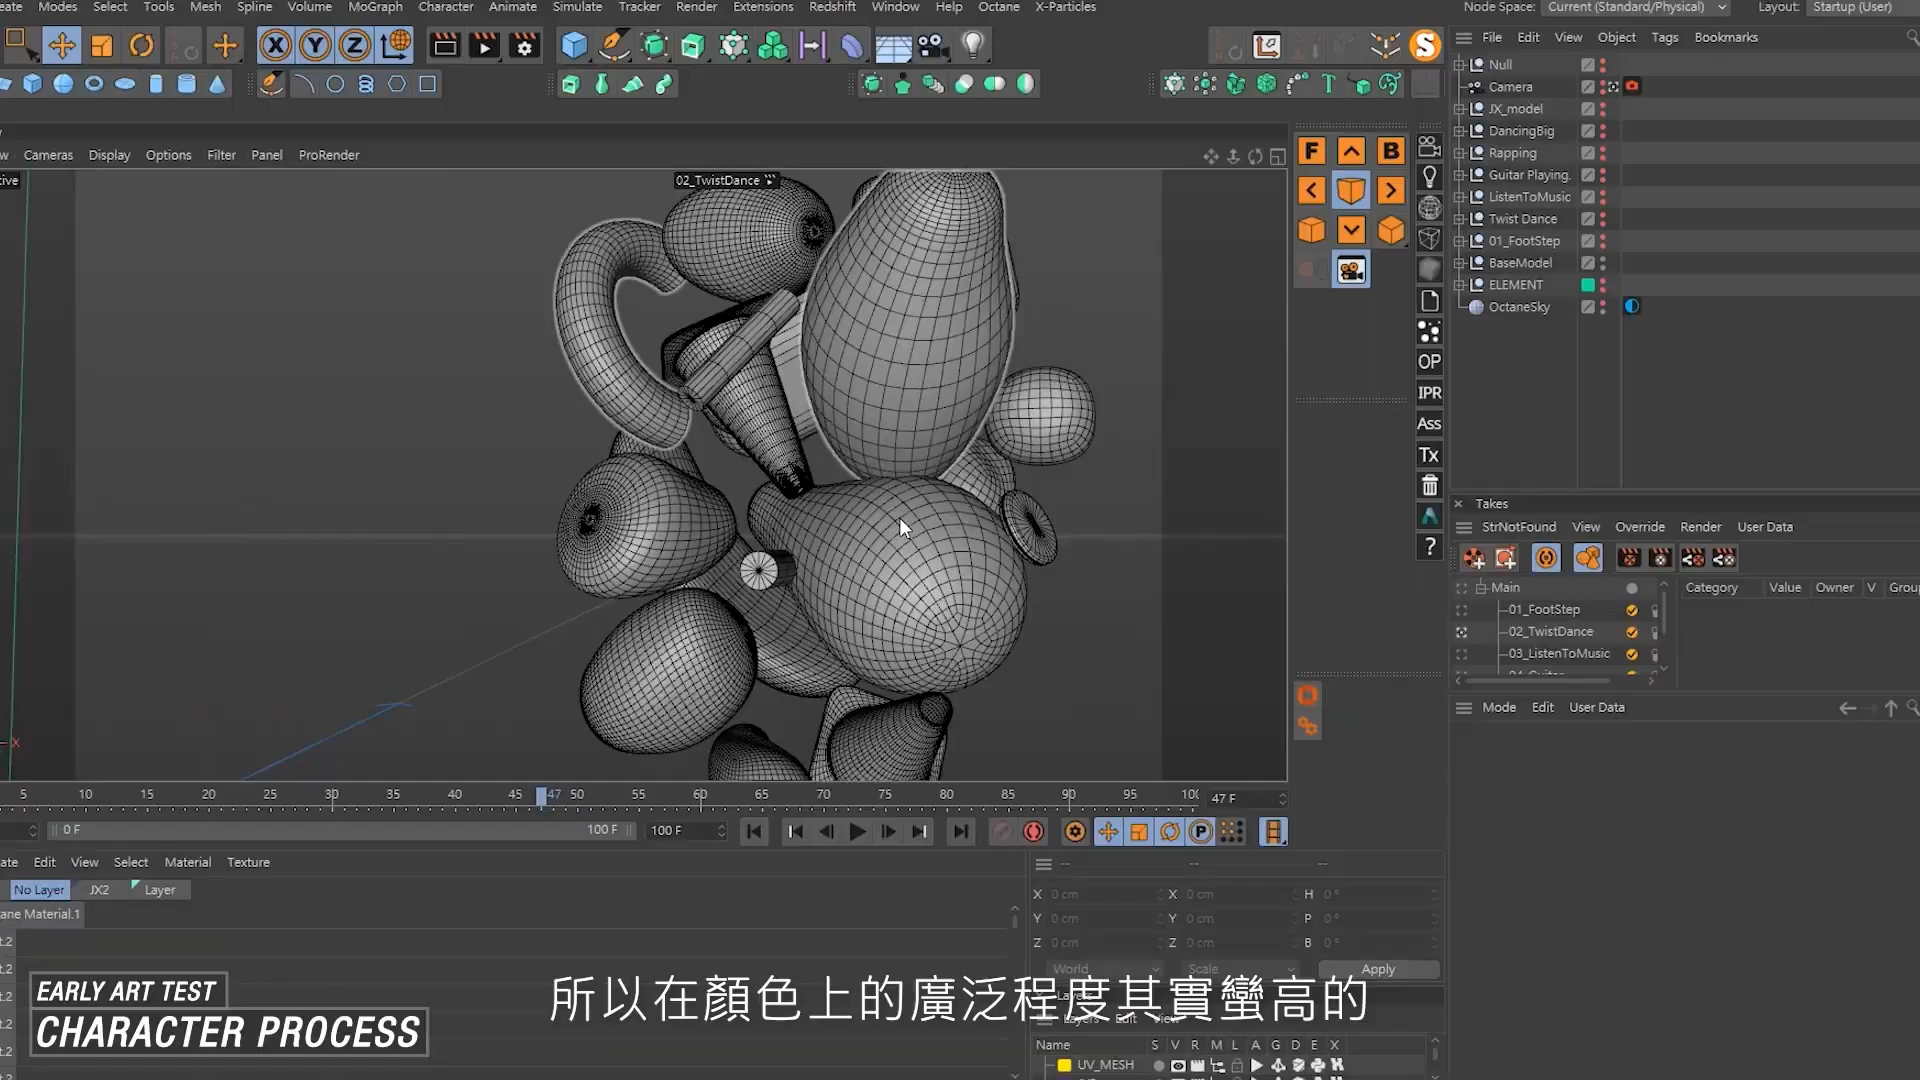 Modes Select Tools Mesh Spline Volume MoGraph Character Animate Simulate Tracker Render Extensions Redshift Window Help Octane X-Particles
Node Space: Current (Standard/Physical) Layout: Startup (User)
File Edit View Object Tags Bookmarks
Null
Camera
JX_model
DancingBig
Rapping
Guitar Playing.
ListenToMusic
Twist Dance
01_FootStep
BaseModel
ELEMENT
OctaneSky
Cameras Display Options Filter Panel ProRender
02_TwistDance
F B
OP
IPR
Ass
Tx
?
Takes
StrNotFound View Override Render User Data
Main
01_FootStep
02_TwistDance
03_ListenToMusic
Category Value Owner V
Mode Edit User Data
X
5 10 15 20 25 30 35 40 45 47 50 55 60 65 70 75 80 85 90 95 100
47 F
0 F 100 F 100 F
P
Edit View Select Material Texture
No Layer JX2 Layer
ane Material.1
X 0 cm X 0 cm H 0°
Y 0 cm Y 0 cm P 0°
Z 0 cm Z 0 cm B 0°
World Scale Apply
Layers Edit View
Name S V R M L A G D E X
UV_MESH
EARLY ART TEST
CHARACTER PROCESS
所以在顏色上的廣泛程度其實蠻高的